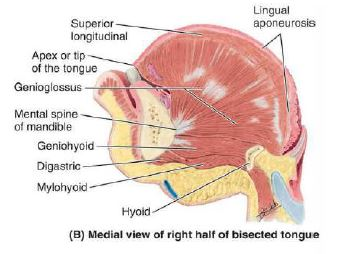 Superior
longitudinal
Lingual
aponeurosis
Apex or tip
of the tongue
Genioglossus
Mental spine
of mandible
Geniohyoid
Digastric
Mylohyoid
Hyoid
(B) Medial view of right half of bisected tongue